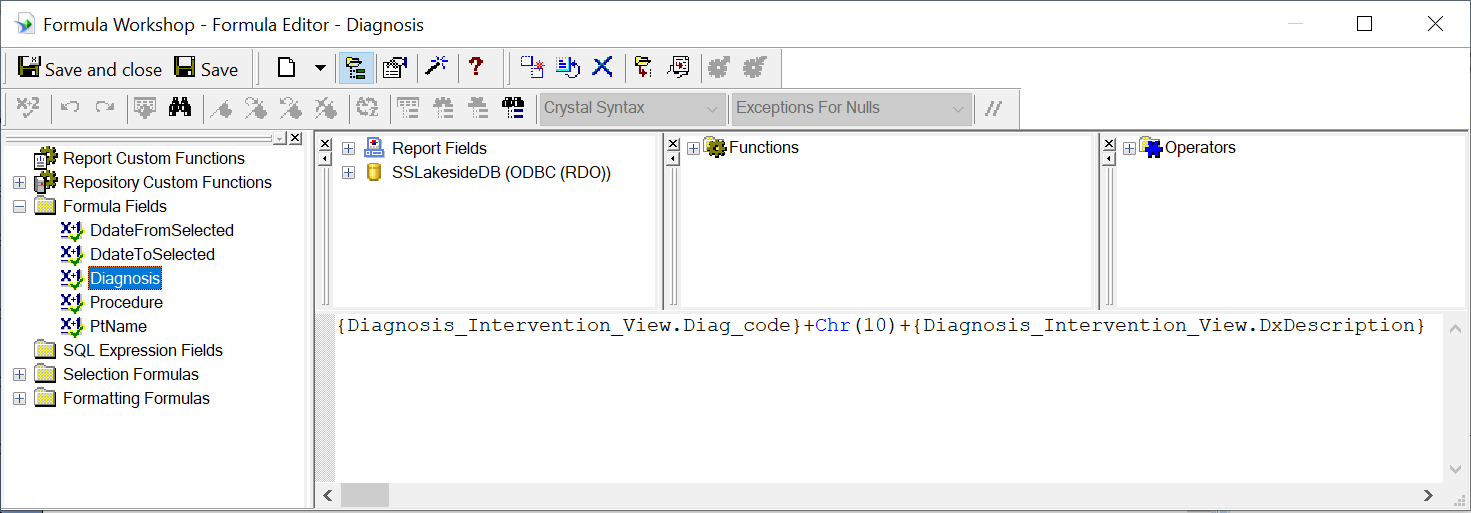 Formula Workshop - Formula Editor - Diagnosis
Save and close Save
Crystal Syntax Exceptions For Nulls //
Report Custom Functions
Repository Custom Functions
Formula Fields
DdateFromSelected
DdateToSelected
Diagnosis
Procedure
PtName
SQL Expression Fields
Selection Formulas
Formatting Formulas
Report Fields
SSLakesideDB (ODBC (RDO))
Functions
Operators
{Diagnosis_Intervention_View.Diag_code}+Chr(10)+{Diagnosis_Intervention_View.DxDescription}